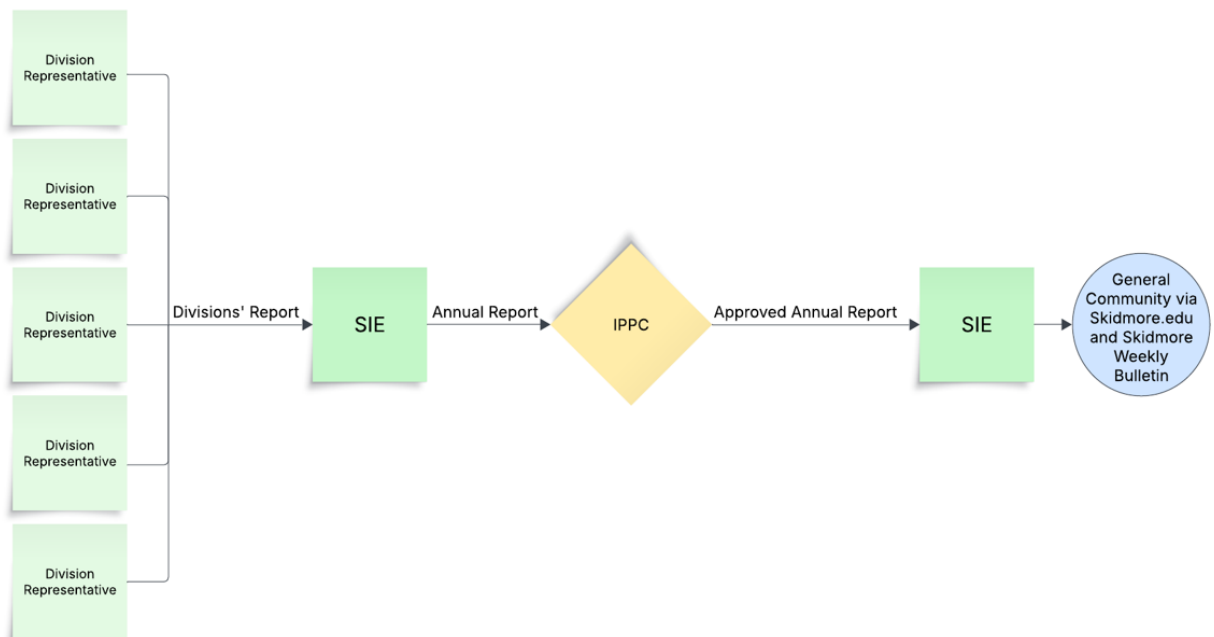 Division
Representative
Division
Representative
Division
Representative
Division
Representative
Division
Representative
Divisions' Report
SIE
Annual Report
IPPC
Approved Annual Report
SIE
General
Community via
Skidmore.edu
and Skidmore
Weekly
Bulletin